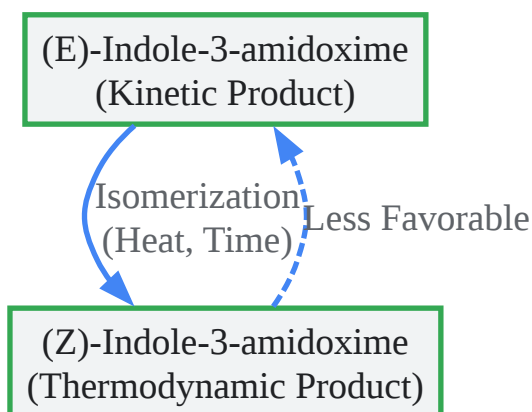 (E)-Indole-3-amidoxime
(Kinetic Product)
Isomerization
(Heat, Time)
Less Favorable
(Z)-Indole-3-amidoxime
(Thermodynamic Product)